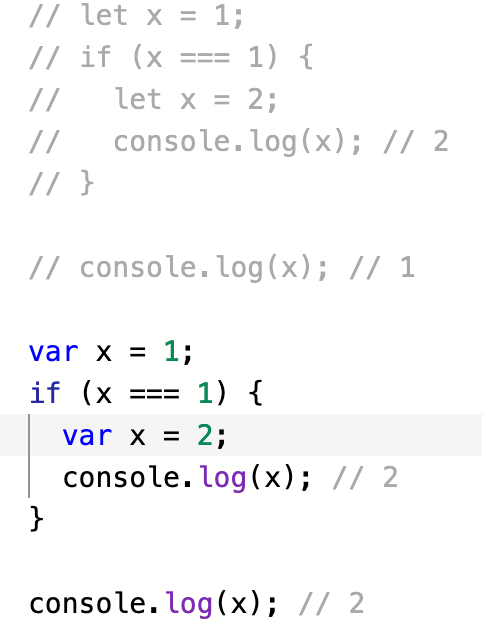 // let x = 1;
// if (x === 1) {
//   let x = 2;
//   console.log(x); // 2
// }
// console.log(x); // 1
var x = 1;
if (x === 1) {
  var x = 2;
  console.log(x); // 2
}
console.log(x); // 2